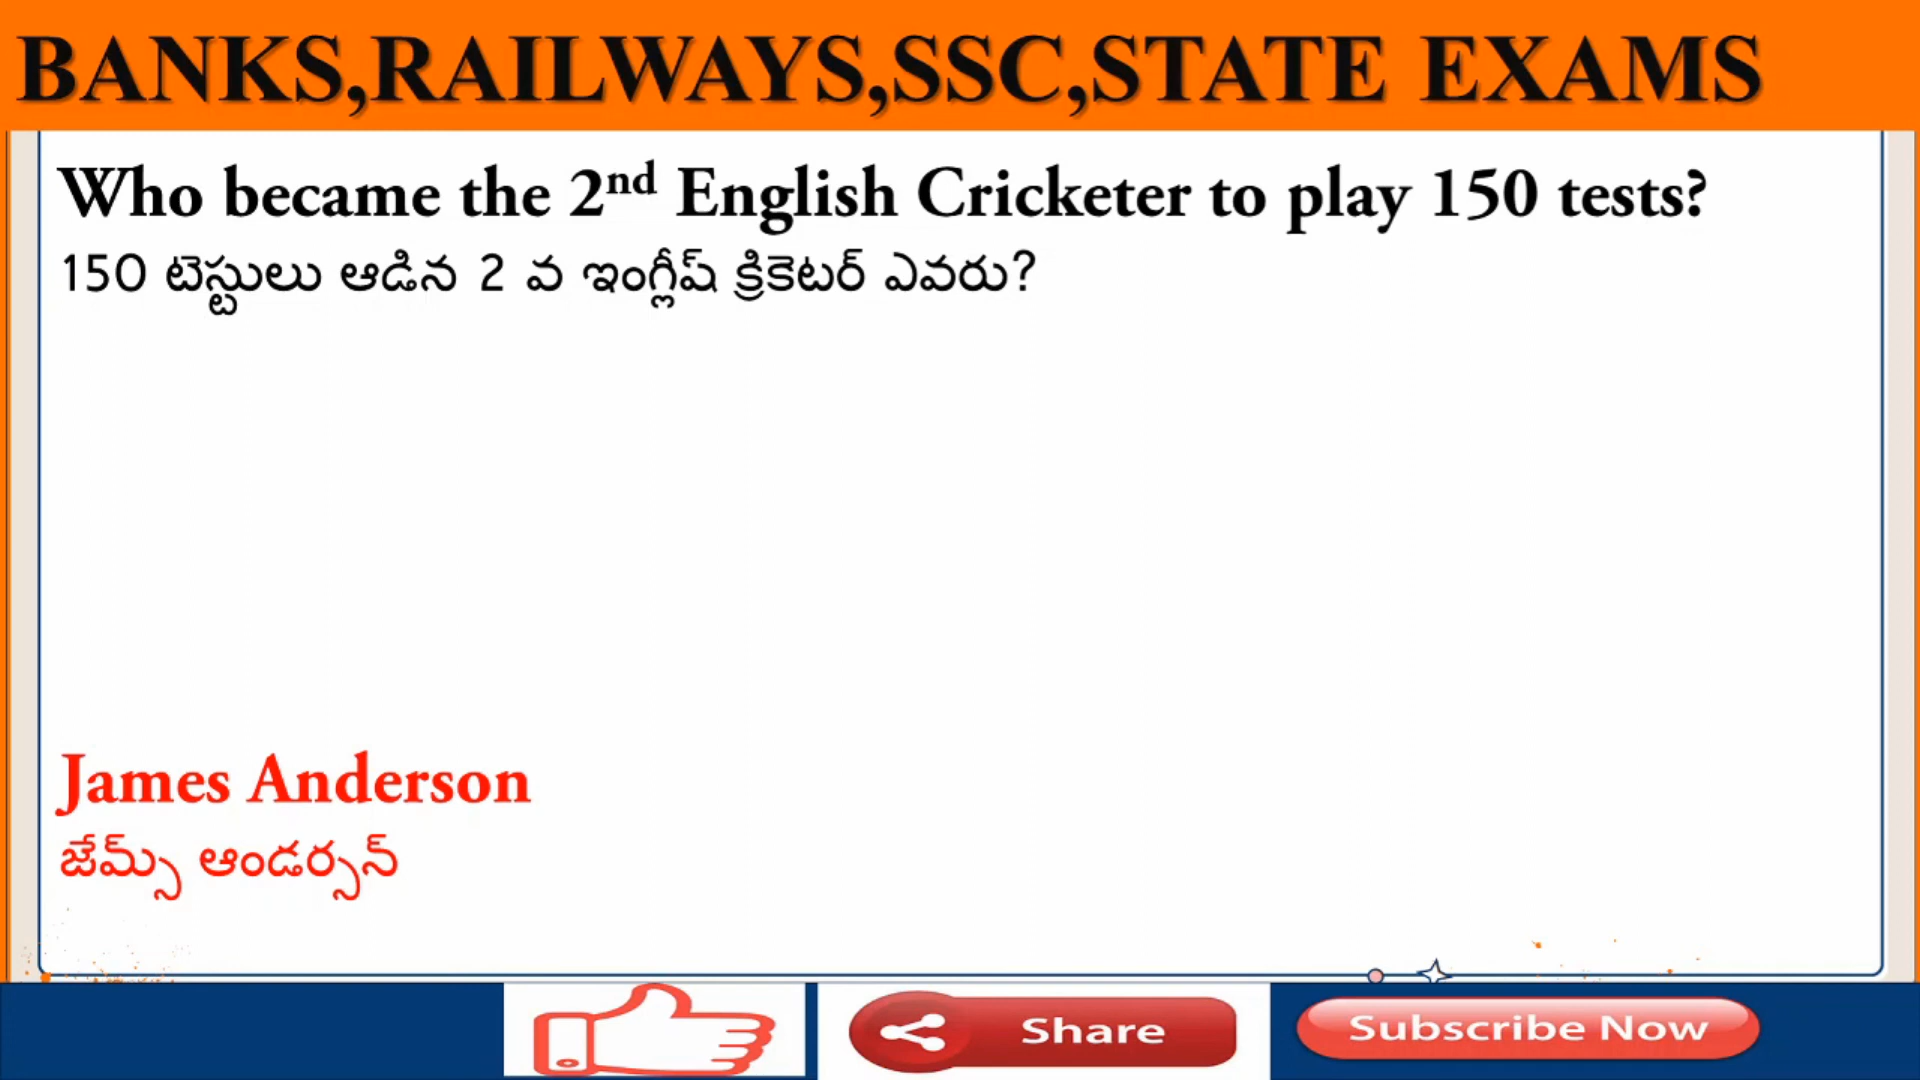 BANKS,RAILWAYS,SSC,STATE EXAMS
Who became the 2nd English Cricketer to play 150 tests?
150 టెస్టులు ఆడిన 2 వ ఇంగ్లీష్ క్రికెటర్ ఎవరు?
James Anderson
జేమ్స్ ఆండర్సన్
Share
Subscribe Now